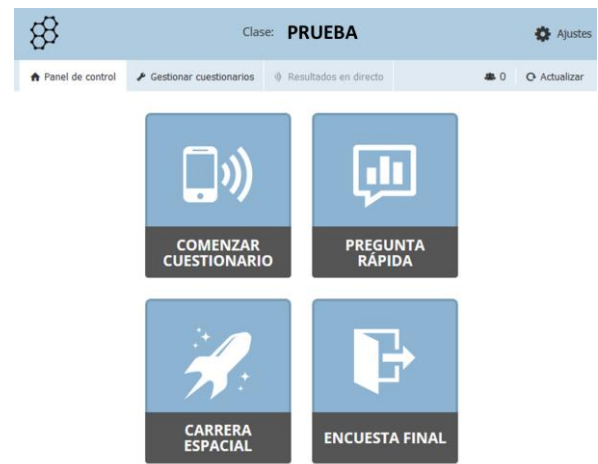 Clase: PRUEBA
Ajustes
Panel de control
Gestionar cuestionarios
Resultados en directo
0
Actualizar
COMENZAR
CUESTIONARIO
PREGUNTA
RÁPIDA
CARRERA
ESPACIAL
ENCUESTA FINAL